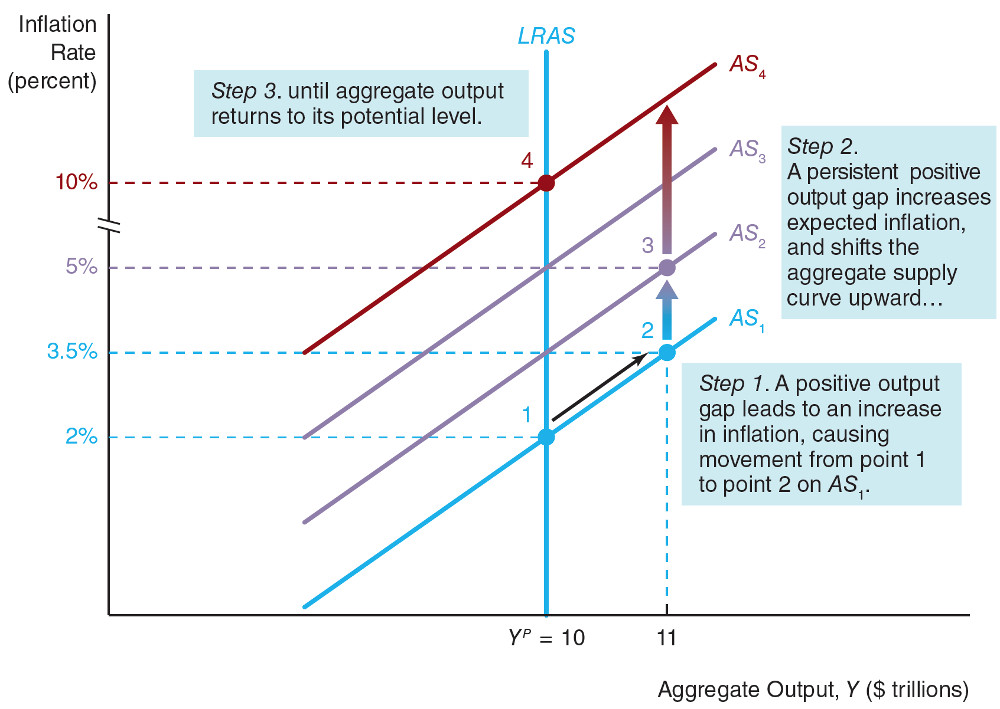 Inflation
Rate
(percent)
LRAS
AS4
Step 3. until aggregate output
returns to its potential level.
AS3
Step 2.
A persistent positive
output gap increases
expected inflation,
and shifts the
aggregate supply
curve upward…
4
10%
AS2
3
5%
AS1
2
3.5%
Step 1. A positive output
gap leads to an increase
in inflation, causing
movement from point 1
to point 2 on AS1.
1
2%
YP = 10
11
Aggregate Output, Y ($ trillions)